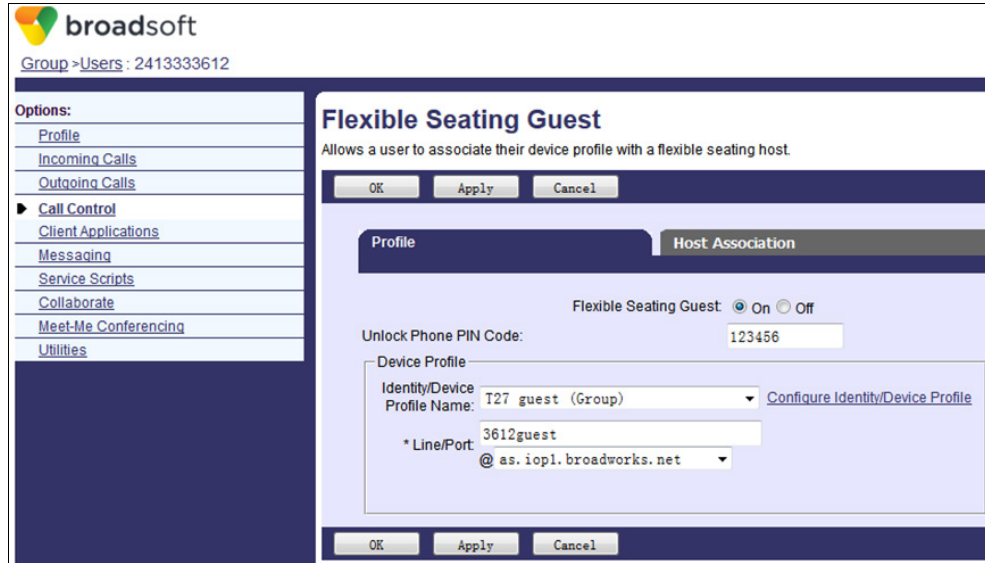 broadsoft
Group >Users : 2413333612
Options:
Profile
Incoming Calls
Outgoing Calls
Call Control
Client Applications
Messaging
Service Scripts
Collaborate
Meet-Me Conferencing
Utilities
Flexible Seating Guest
Allows a user to associate their device profile with a flexible seating host.
OK Apply Cancel
Profile Host Association
Flexible Seating Guest: On Off
Unlock Phone PIN Code: 123456
Device Profile
Identity/Device Profile Name: T27 guest (Group) Configure Identity/Device Profile
* Line/Port: 3612guest
@ as.iop1.broadworks.net
OK Apply Cancel